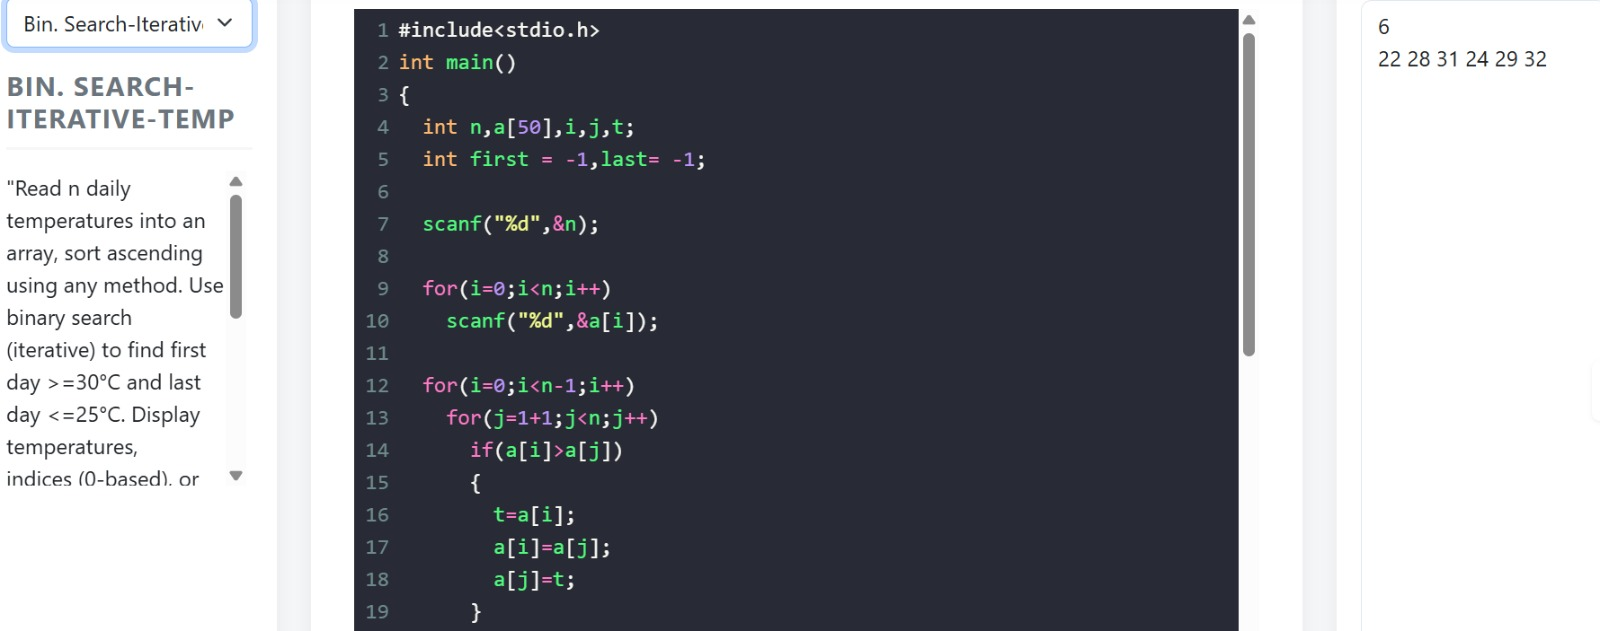 Bin. Search-Iterativ
BIN. SEARCH-
ITERATIVE-TEMP
"Read n daily
temperatures into an
array, sort ascending
using any method. Use
binary search
(iterative) to find first
day >=30°C and last
day <=25°C. Display
temperatures,
indices (0-based), or
1 #include<stdio.h>
2 int main()
3 {
4 int n,a[50],i,j,t;
5 int first = -1,last= -1;
6
7 scanf("%d",&n);
8
9 for(i=0;i<n;i++)
10 scanf("%d",&a[i]);
11
12 for(i=0;i<n-1;i++)
13 for(j=1+1;j<n;j++)
14 if(a[i]>a[j])
15 {
16 t=a[i];
17 a[i]=a[j];
18 a[j]=t;
19 }
6
22 28 31 24 29 32